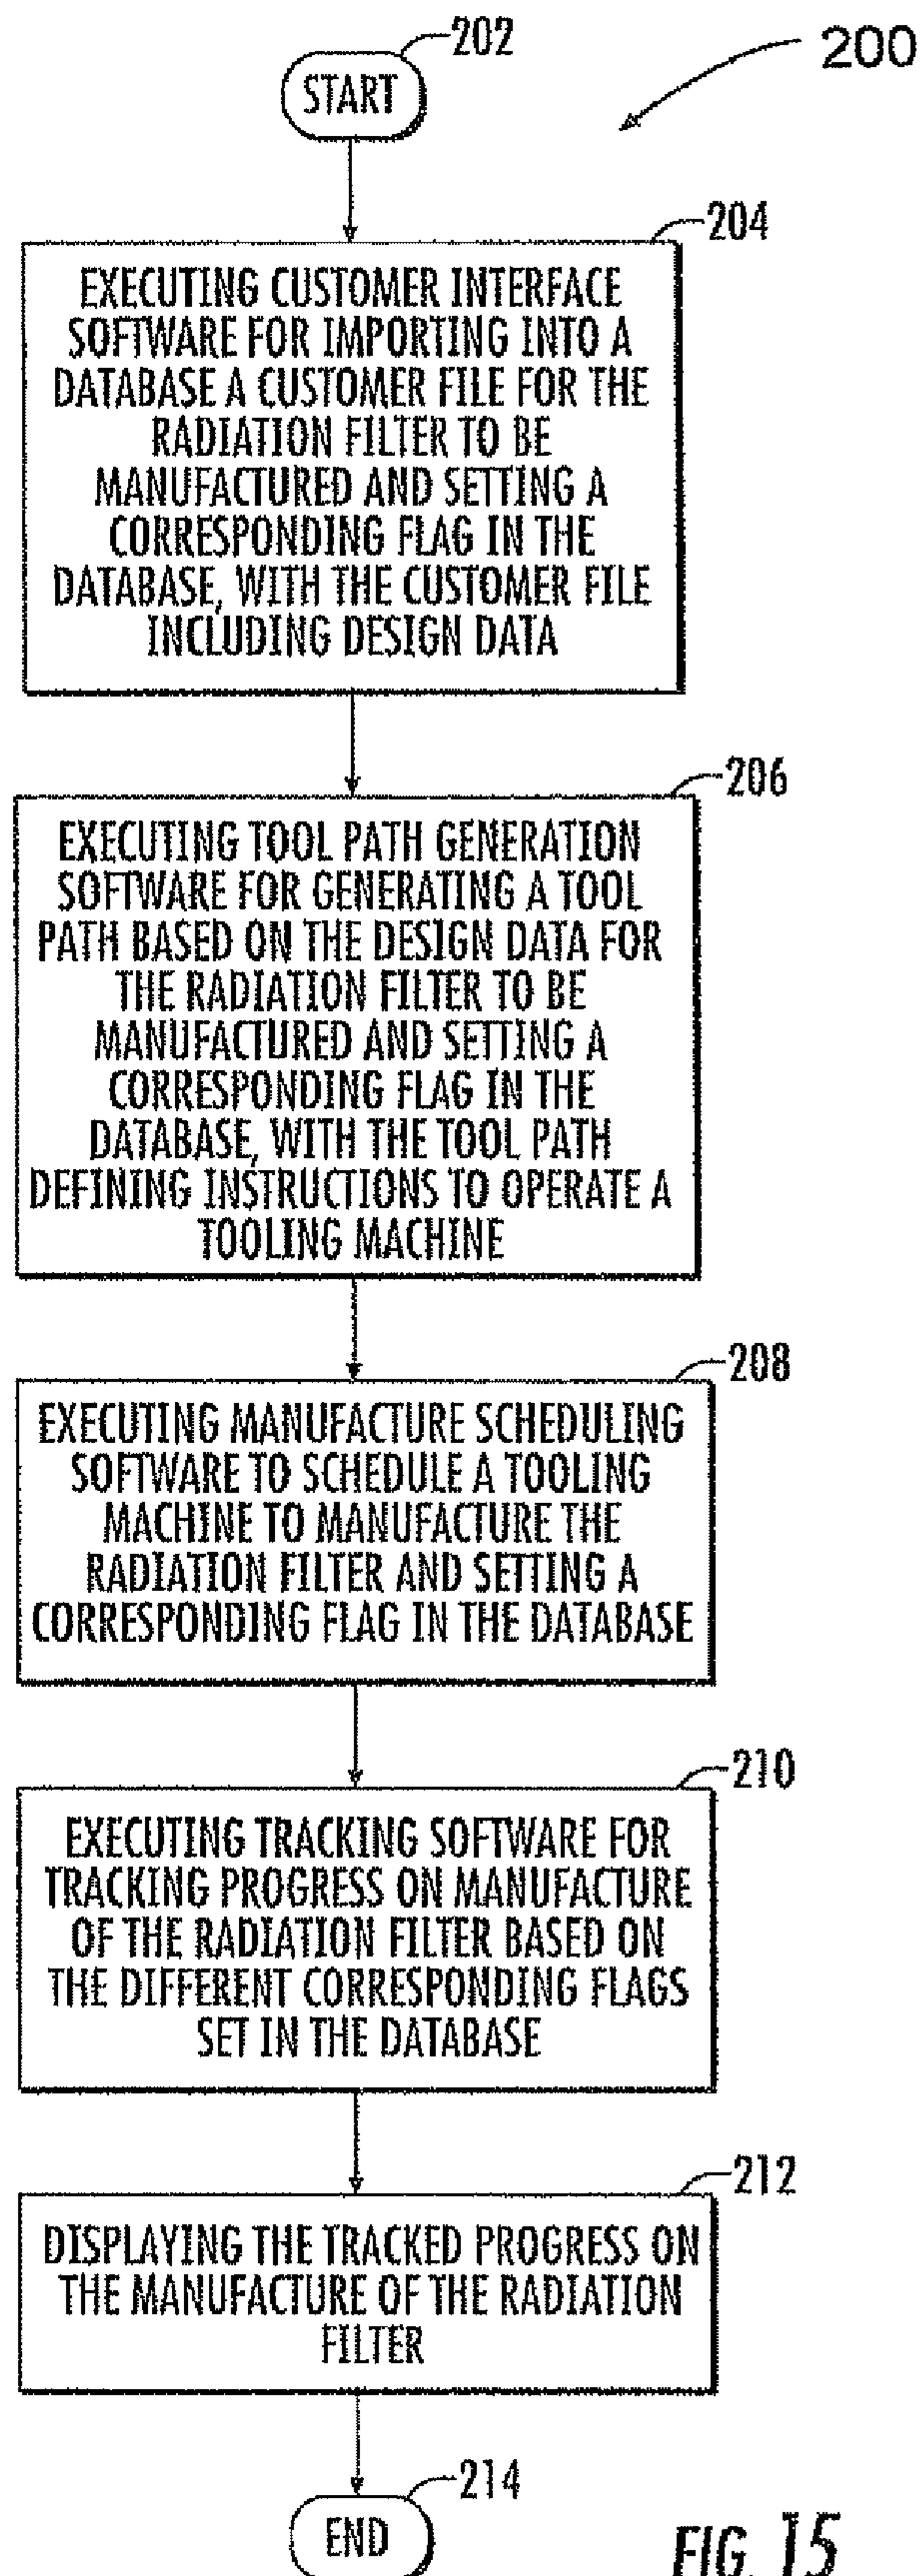 202
200
START
204
EXECUTING CUSTOMER INTERFACE
SOFTWARE FOR IMPORTING INTO A
DATABASE A CUSTOMER FILE FOR THE
RADIATION FILTER TO BE
MANUFACTURED AND SETTING A
CORRESPONDING FLAG IN THE
DATABASE, WITH THE CUSTOMER FILE
INCLUDING DESIGN DATA
206
EXECUTING TOOL PATH GENERATION
SOFTWARE FOR GENERATING A TOOL
PATH BASED ON THE DESIGN DATA FOR
THE RADIATION FILTER TO BE
MANUFACTURED AND SETTING A
CORRESPONDING FLAG IN THE
DATABASE, WITH THE TOOL PATH
DEFINING INSTRUCTIONS TO OPERATE A
TOOLING MACHINE
208
EXECUTING MANUFACTURE SCHEDULING
SOFTWARE TO SCHEDULE A TOOLING
MACHINE TO MANUFACTURE THE
RADIATION FILTER AND SETTING A
CORRESPONDING FLAG IN THE DATABASE
210
EXECUTING TRACKING SOFTWARE FOR
TRACKING PROGRESS ON MANUFACTURE
OF THE RADIATION FILTER BASED ON
THE DIFFERENT CORRESPONDING FLAGS
SET IN THE DATABASE
212
DISPLAYING THE TRACKED PROGRESS ON
THE MANUFACTURE OF THE RADIATION
FILTER
214
END
FIG. 15